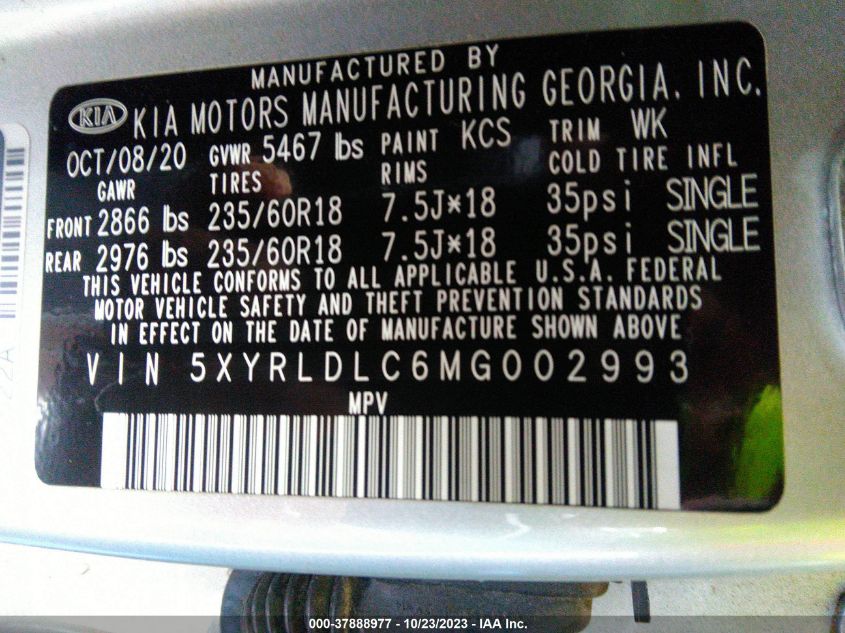 MANUFACTURED BY
KIA KIA MOTORS MANUFACTURING GEORGIA, INC.
OCT/08/20 GVWR 5467 lbs PAINT KCS TRIM WK
GAWR TIRES RIMS COLD TIRE INFL
FRONT 2866 lbs 235/60R18 7.5J*18 35psi SINGLE
REAR 2976 lbs 235/60R18 7.5J*18 35psi SINGLE
THIS VEHICLE CONFORMS TO ALL APPLICABLE U.S.A. FEDERAL
MOTOR VEHICLE SAFETY AND THEFT PREVENTION STANDARDS
IN EFFECT ON THE DATE OF MANUFACTURE SHOWN ABOVE
VIN 5XYRLDLC6MG002993
MPV
22A
000-37888977 - 10/23/2023 - IAA Inc.